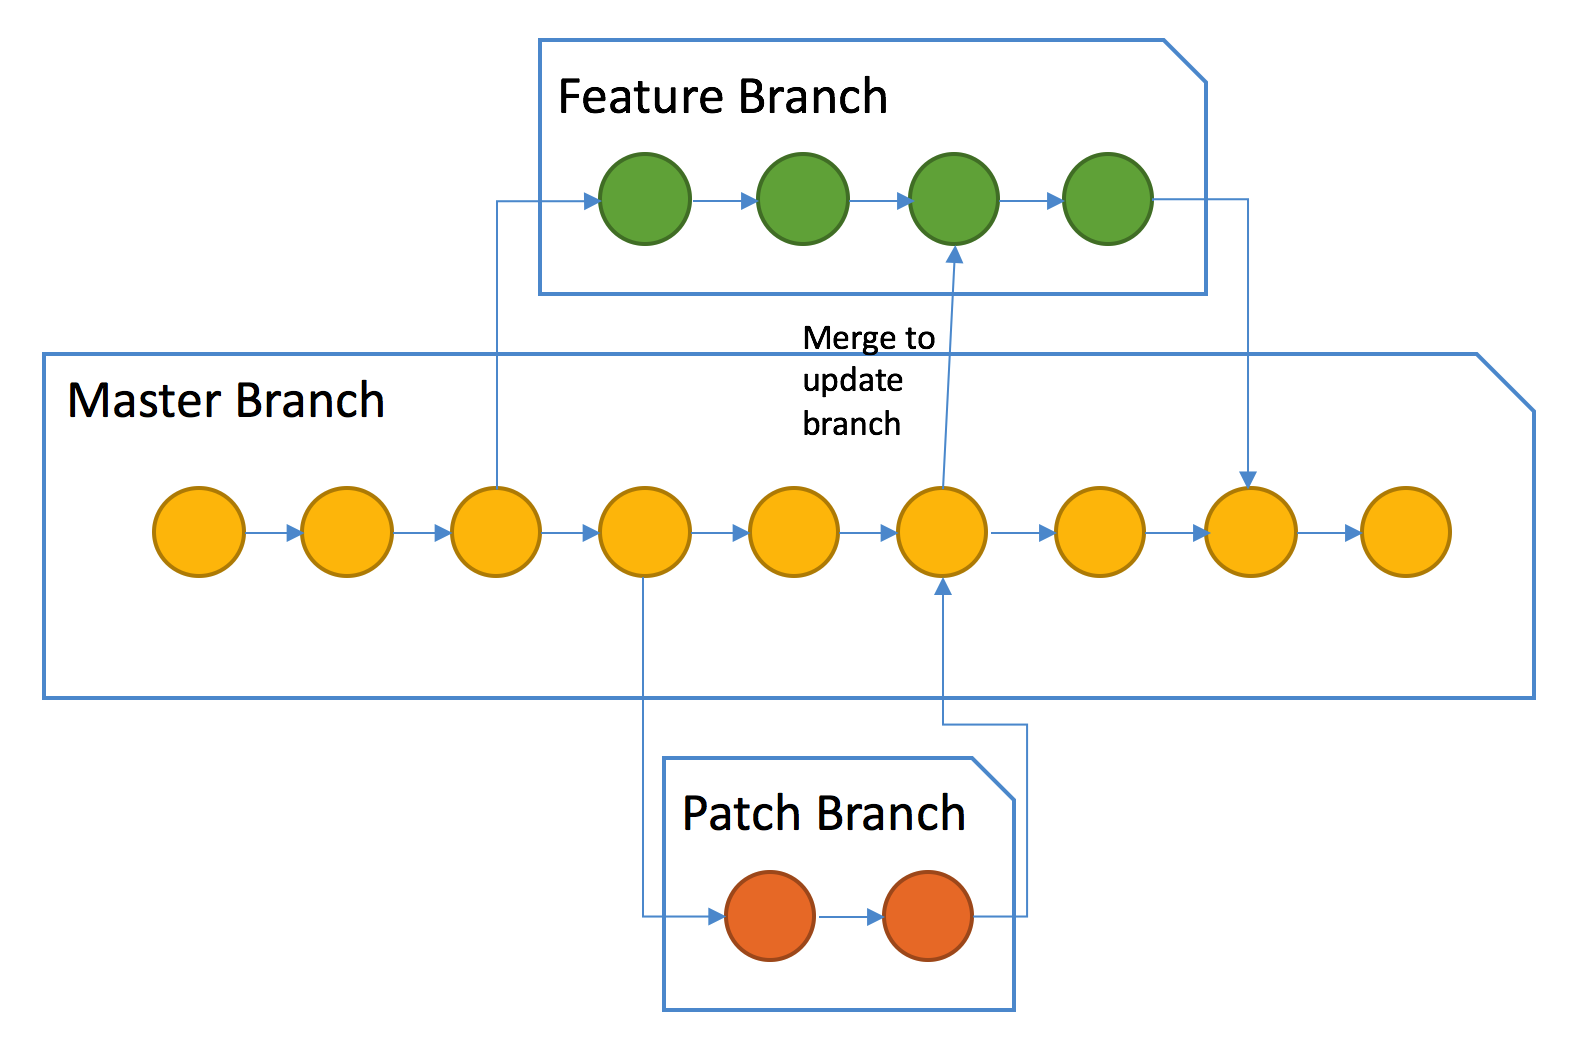 Feature Branch
Merge to
update
branch
Master Branch
Patch Branch